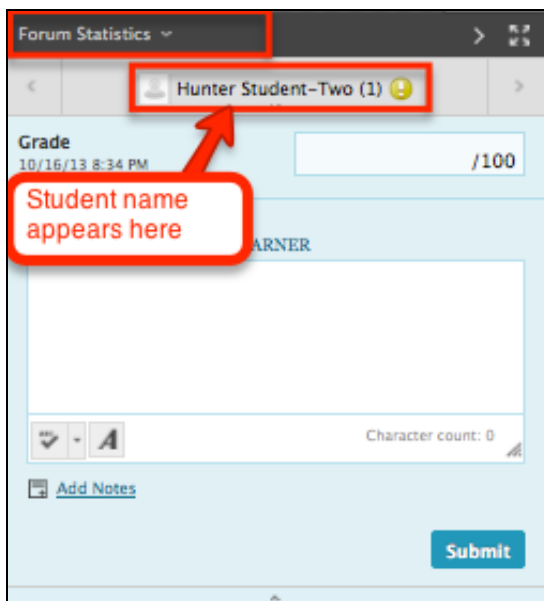 Forum Statistics
Hunter Student-Two (1)
Grade
10/16/13 8:34 PM
/100
Student name
appears here
ARNER
Character count: 0
A
Add Notes
Submit